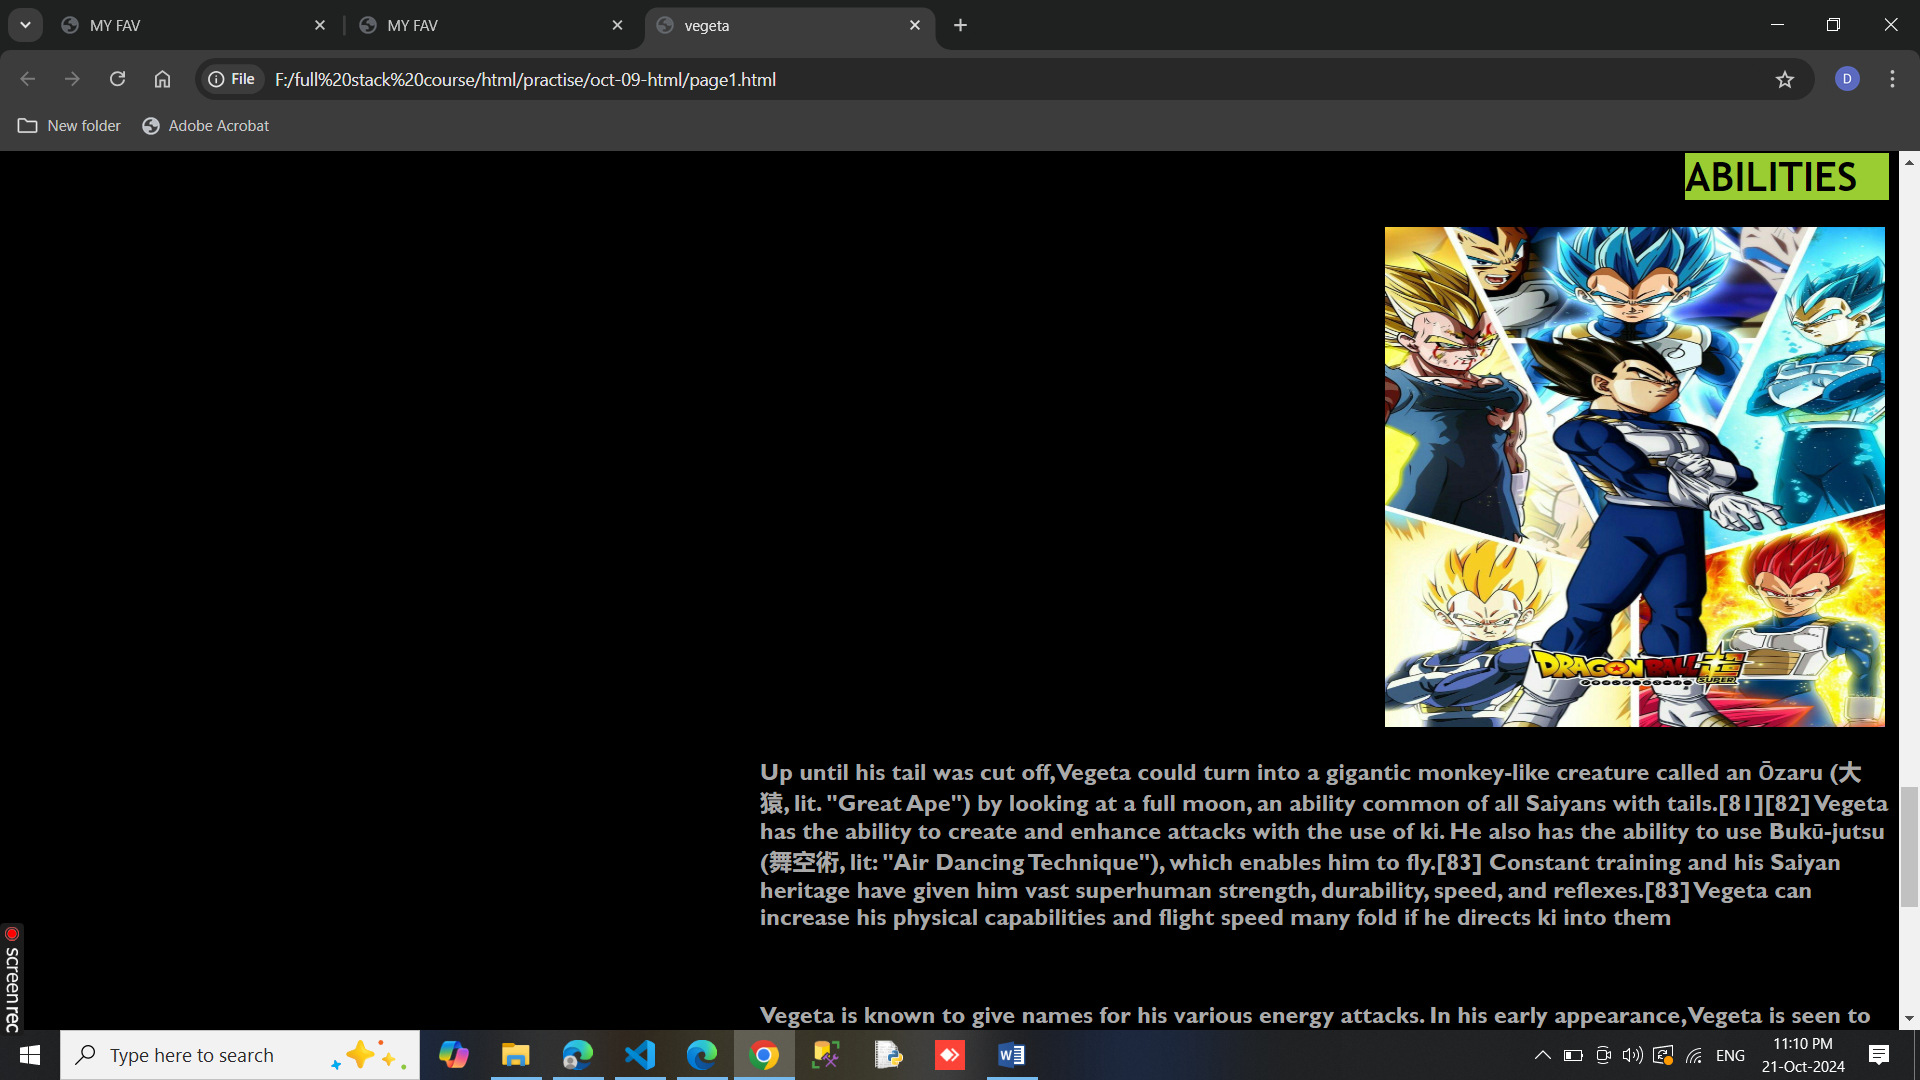 MY FAV
MY FAV
vegeta
File
F:/full%20stack%20course/html/practise/oct-09-html/page1.html
D
New folder
Adobe Acrobat
ABILITIES
DRAGON BALL 超
SUPER
Up until his tail was cut off, Vegeta could turn into a gigantic monkey-like creature called an Ōzaru (大
猿, lit. "Great Ape") by looking at a full moon, an ability common of all Saiyans with tails.[81][82] Vegeta
has the ability to create and enhance attacks with the use of ki. He also has the ability to use Bukū-jutsu
(舞空術, lit: "Air Dancing Technique"), which enables him to fly.[83] Constant training and his Saiyan
heritage have given him vast superhuman strength, durability, speed, and reflexes.[83] Vegeta can
increase his physical capabilities and flight speed many fold if he directs ki into them
Vegeta is known to give names for his various energy attacks. In his early appearance, Vegeta is seen to
screenrec
Type here to search
ENG
11:10 PM
21-Oct-2024